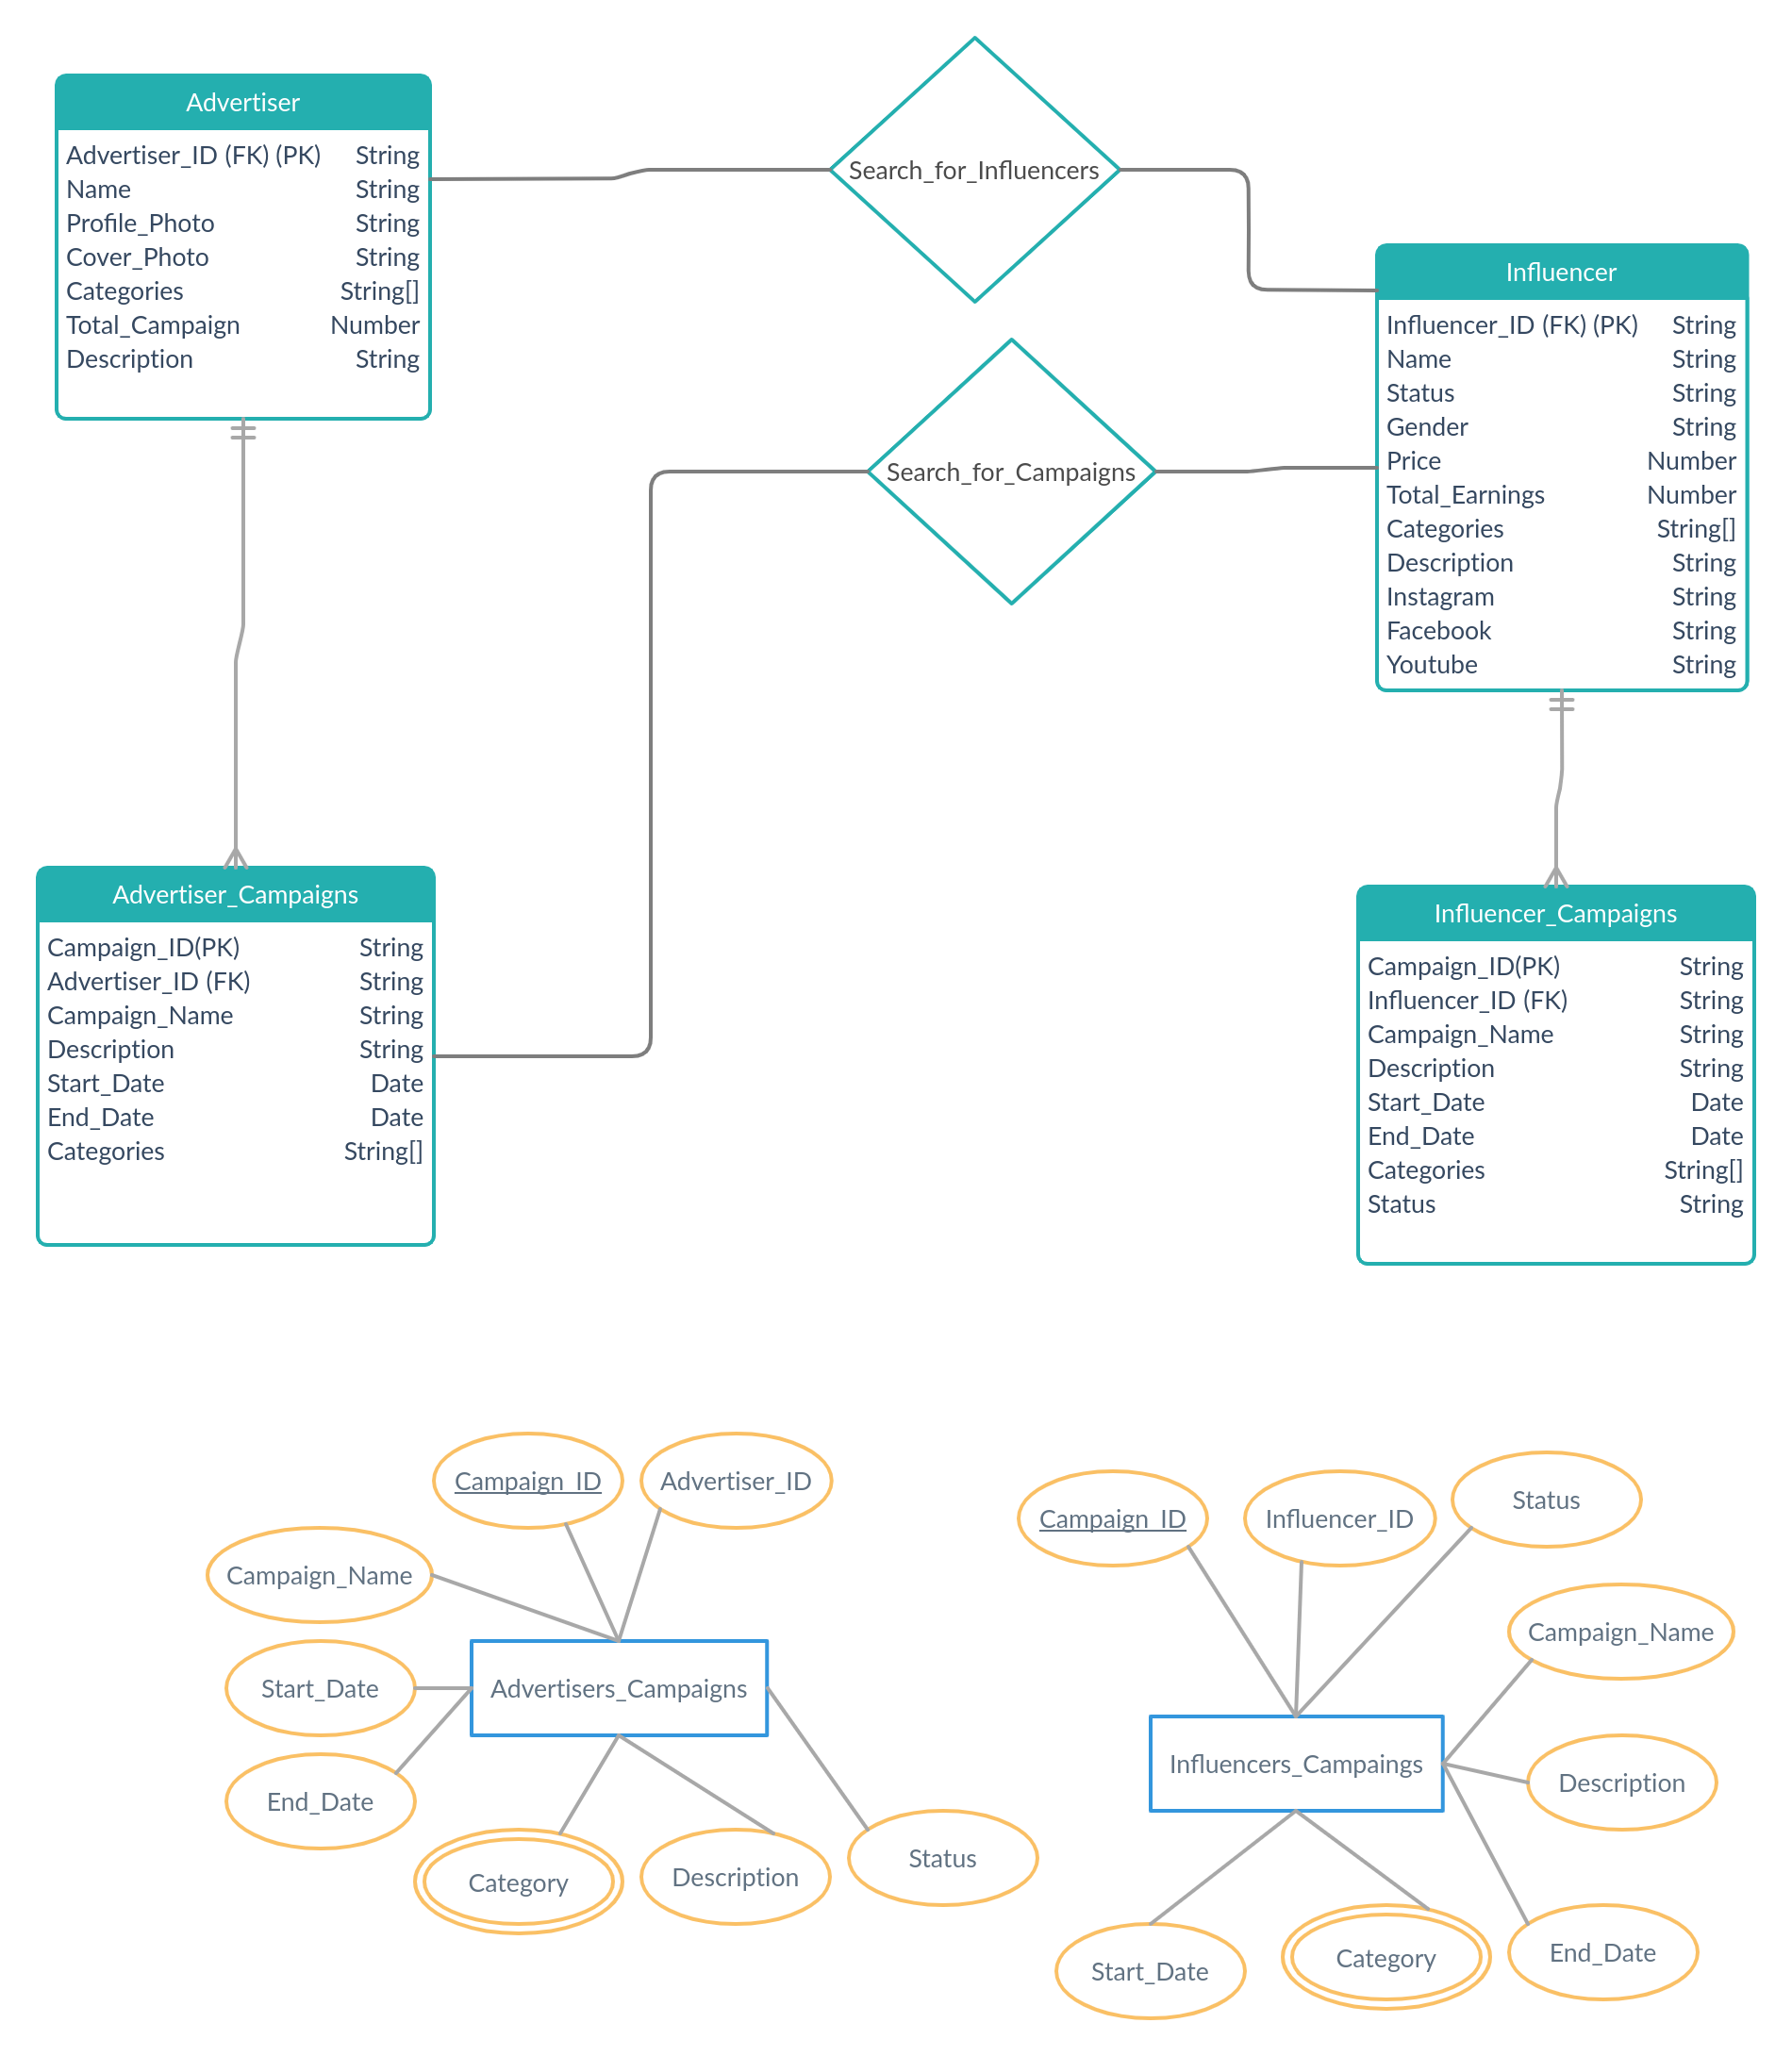 Advertiser
Advertiser_ID (FK) (PK) String
Name String
Profile_Photo String
Cover_Photo String
Categories String[]
Total_Campaign Number
Description String
Search_for_Influencers
Influencer
Influencer_ID (FK) (PK) String
Name String
Status String
Gender String
Price Number
Total_Earnings Number
Categories String[]
Description String
Instagram String
Facebook String
Youtube String
Search_for_Campaigns
Advertiser_Campaigns
Campaign_ID(PK) String
Advertiser_ID (FK) String
Campaign_Name String
Description String
Start_Date Date
End_Date Date
Categories String[]
Influencer_Campaigns
Campaign_ID(PK) String
Influencer_ID (FK) String
Campaign_Name String
Description String
Start_Date Date
End_Date Date
Categories String[]
Status String
Campaign_ID
Advertiser_ID
Campaign_Name
Start_Date
Advertisers_Campaigns
End_Date
Category
Description
Status
Campaign_ID
Influencer_ID
Status
Campaign_Name
Influencers_Campaings
Description
Start_Date
Category
End_Date